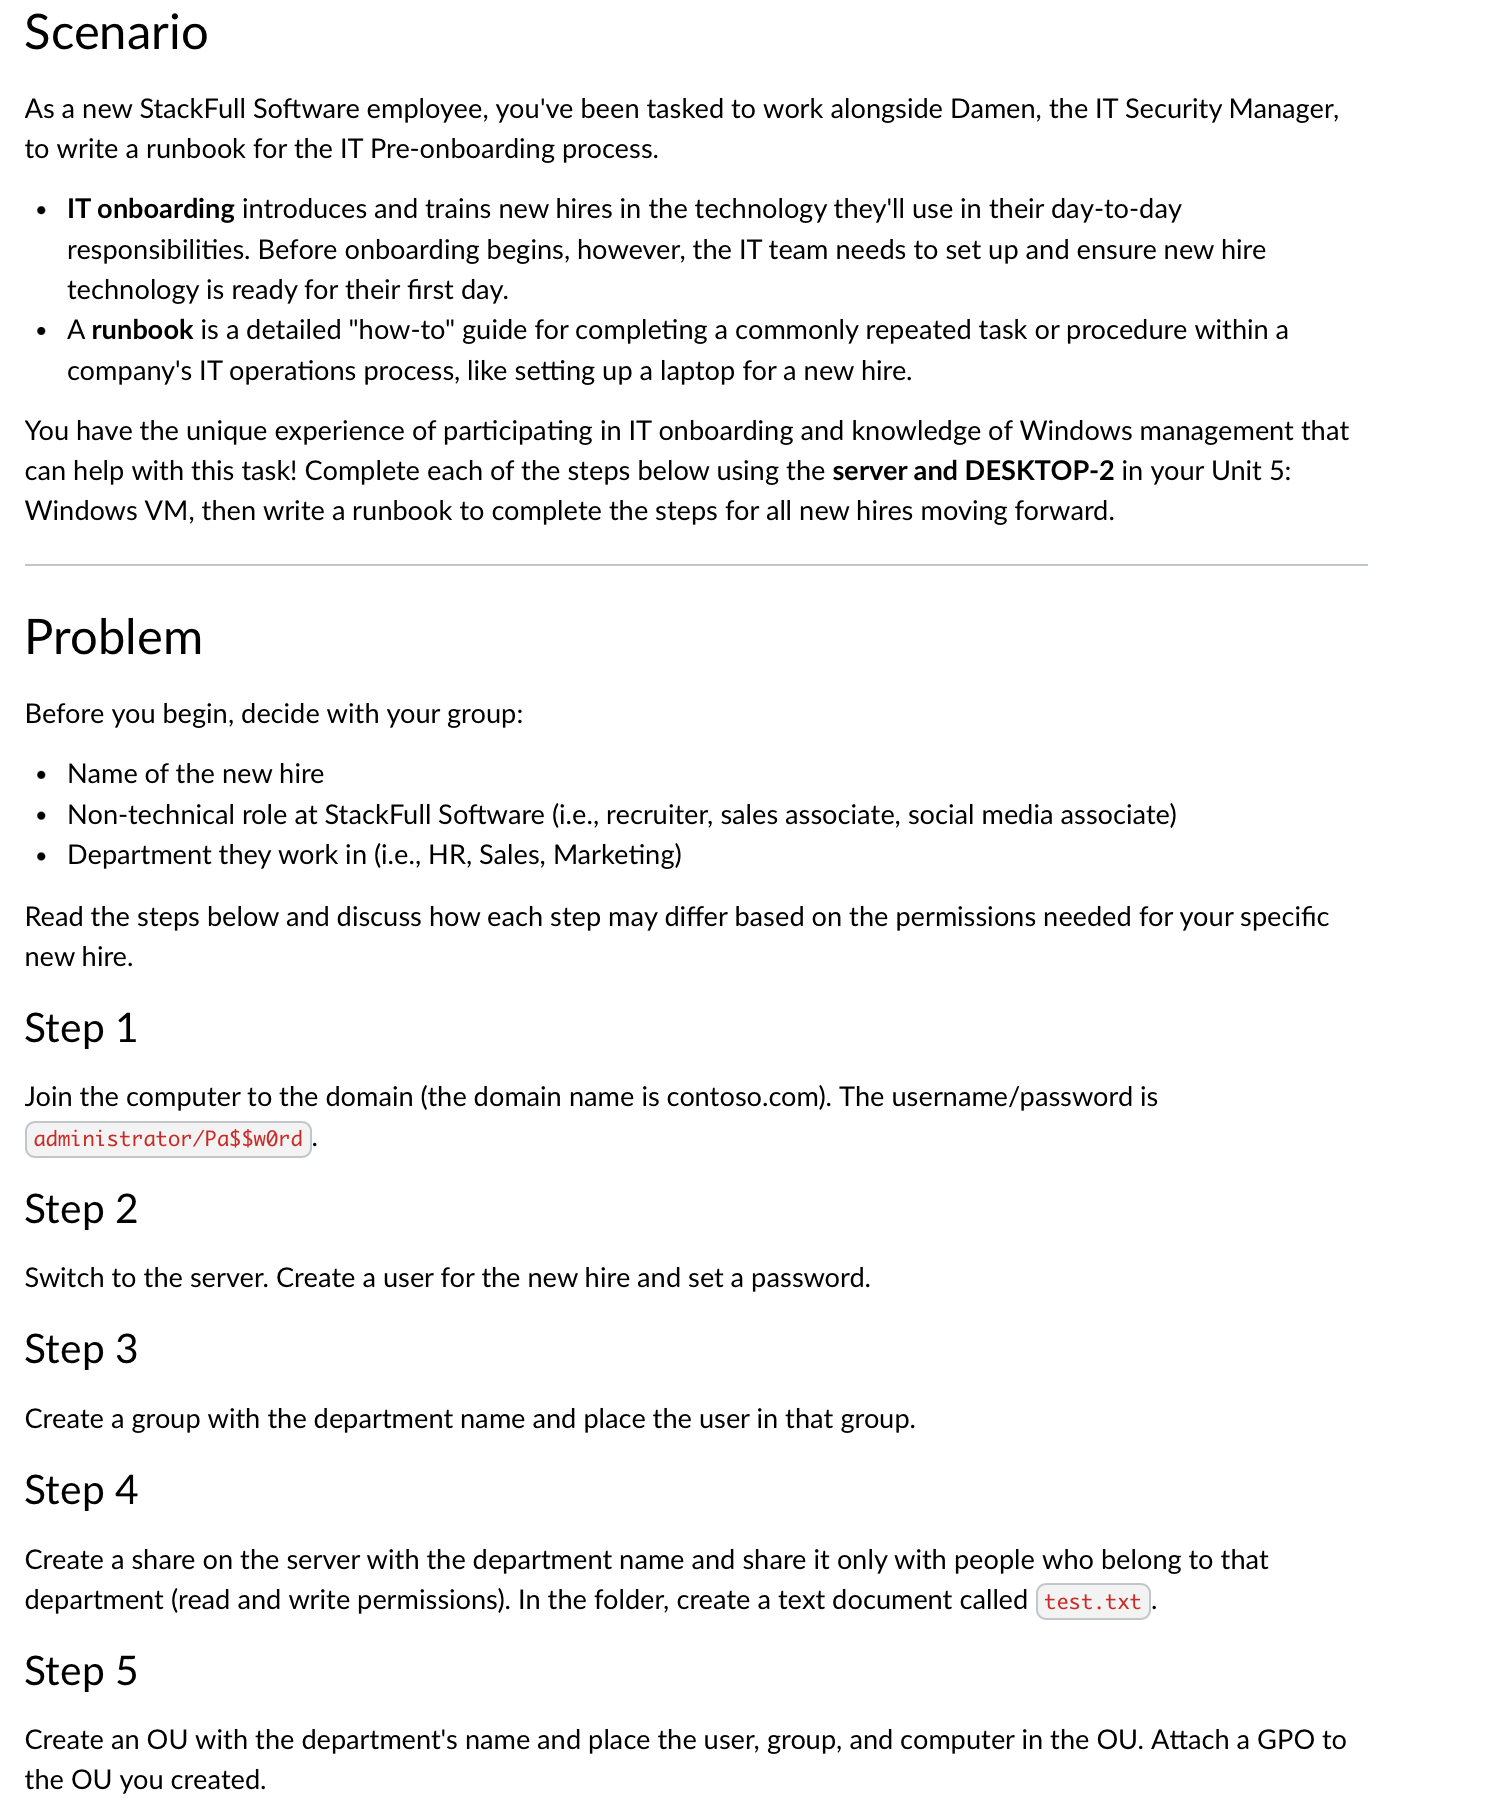 Scenario
As a new StackFull Software employee, you've been tasked to work alongside Damen, the IT Security Manager,
to write a runbook for the IT Pre-onboarding process.
• IT onboarding introduces and trains new hires in the technology they'll use in their day-to-day
responsibilities. Before onboarding begins, however, the IT team needs to set up and ensure new hire
technology is ready for their first day.
• A runbook is a detailed "how-to" guide for completing a commonly repeated task or procedure within a
company's IT operations process, like setting up a laptop for a new hire.
You have the unique experience of participating in IT onboarding and knowledge of Windows management that
can help with this task! Complete each of the steps below using the server and DESKTOP-2 in your Unit 5:
Windows VM, then write a runbook to complete the steps for all new hires moving forward.
Problem
Before you begin, decide with your group:
• Name of the new hire
• Non-technical role at StackFull Software (i.e., recruiter, sales associate, social media associate)
• Department they work in (i.e., HR, Sales, Marketing)
Read the steps below and discuss how each step may differ based on the permissions needed for your specific
new hire.
Step 1
Join the computer to the domain (the domain name is contoso.com). The username/password is
administrator/Pa$$w0rd.
Step 2
Switch to the server. Create a user for the new hire and set a password.
Step 3
Create a group with the department name and place the user in that group.
Step 4
Create a share on the server with the department name and share it only with people who belong to that
department (read and write permissions). In the folder, create a text document called test.txt.
Step 5
Create an OU with the department's name and place the user, group, and computer in the OU. Attach a GPO to
the OU you created.